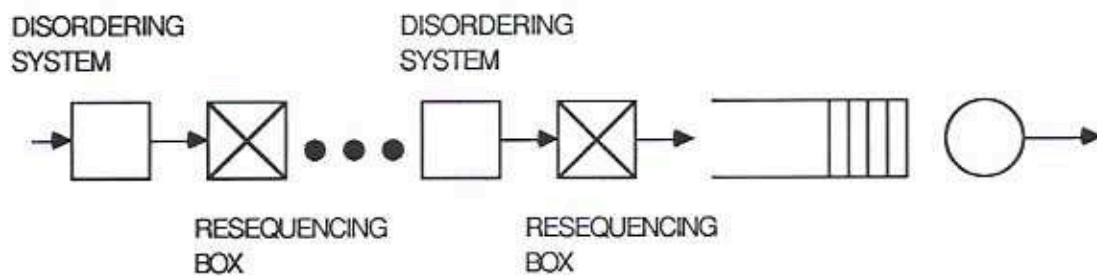 DISORDERING
SYSTEM
DISORDERING
SYSTEM
RESEQUENCING
BOX
RESEQUENCING
BOX